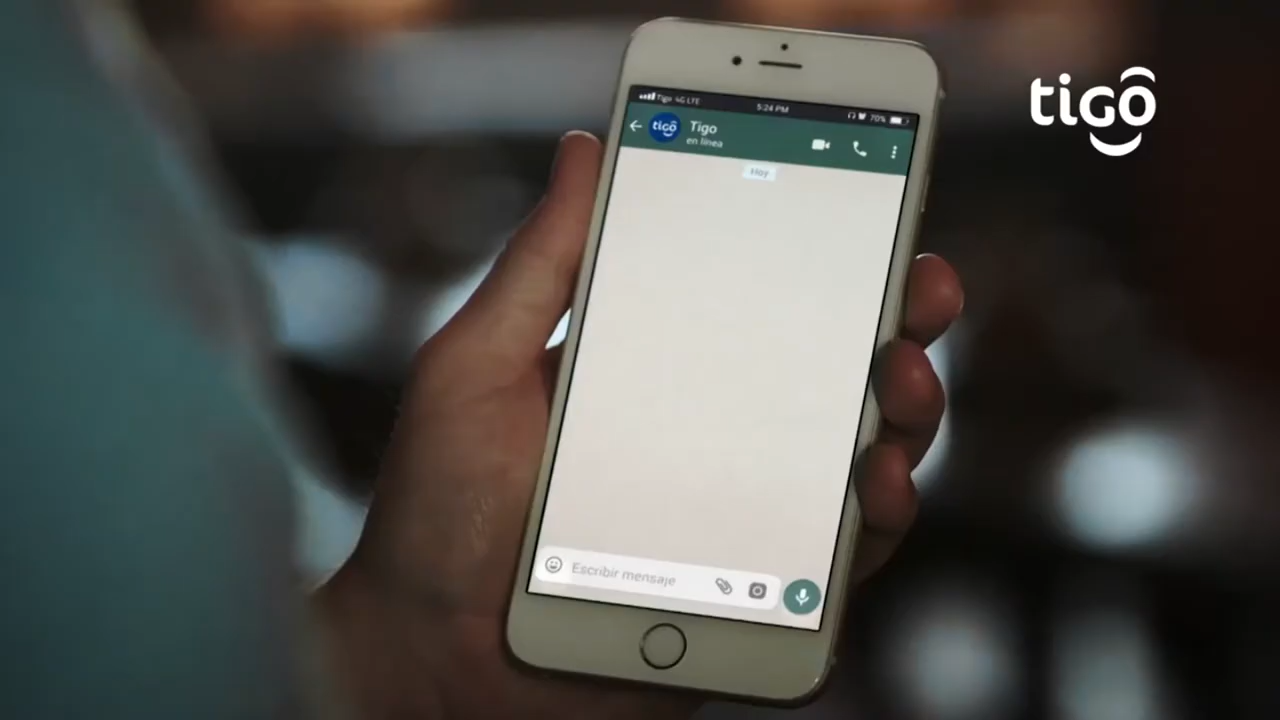 tigo
Tigo 4G LTE
5:24 PM
70%
tigo
Tigo
en línea
Hoy
Escribir mensaje